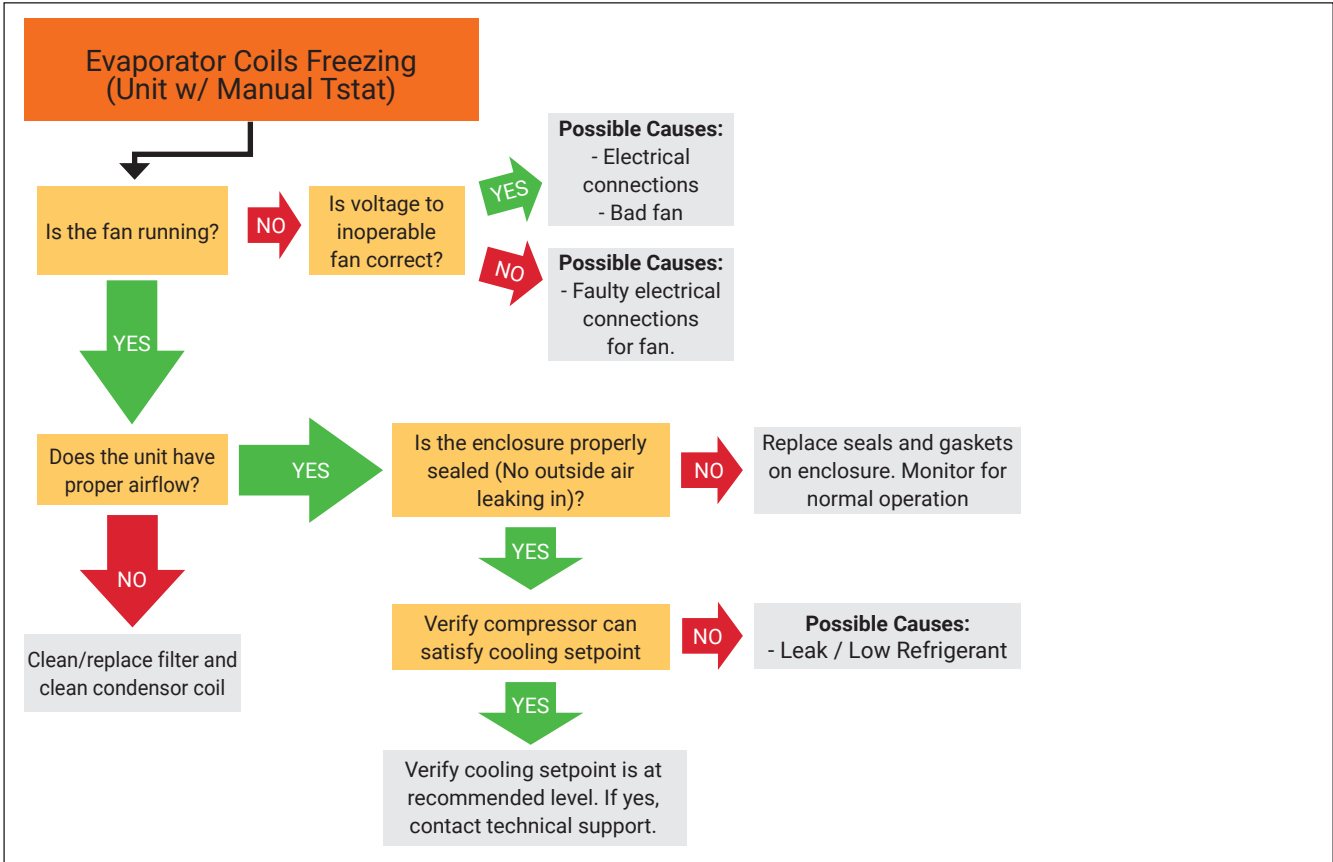 Evaporator Coils Freezing
(Unit w/ Manual Tstat)
Is the fan running?
NO
Is voltage to
inoperable
fan correct?
YES
Possible Causes:
- Electrical
connections
- Bad fan
NO
Possible Causes:
- Faulty electrical
connections
for fan.
YES
Does the unit have
proper airflow?
YES
Is the enclosure properly
sealed (No outside air
leaking in)?
NO
Replace seals and gaskets
on enclosure. Monitor for
normal operation
NO
Clean/replace filter and
clean condensor coil
YES
Verify compressor can
satisfy cooling setpoint
NO
Possible Causes:
- Leak / Low Refrigerant
YES
Verify cooling setpoint is at
recommended level. If yes,
contact technical support.